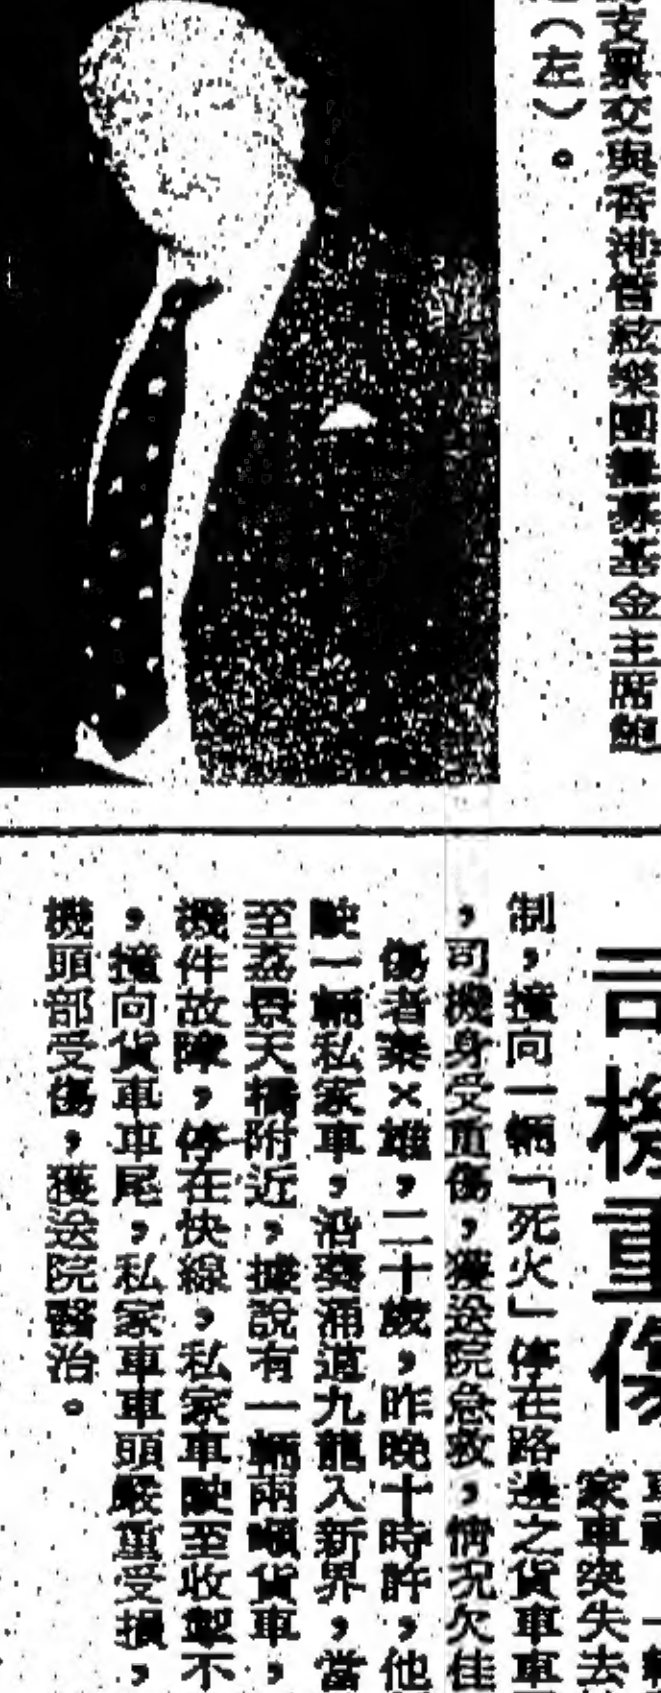 支票交與香港管絃樂團籌募基金主席鮑
(左)。
司機重傷
一輛
家車突失去
制，撞向一輛「死火」停在路邊之貨車車
，司機身受重傷，獲送院急救，情況欠佳
傷者葉×雄，二十歲，昨晚十時許，他
駛一輛私家車，沿葵涌道九龍入新界，當
至荔景天橋附近，據說有一輛兩噸貨車，
機件故障，停在快線，私家車駛至收掣不
，撞向貨車車尾，私家車車頭嚴重受損，
機頭部受傷，獲送院醫治。